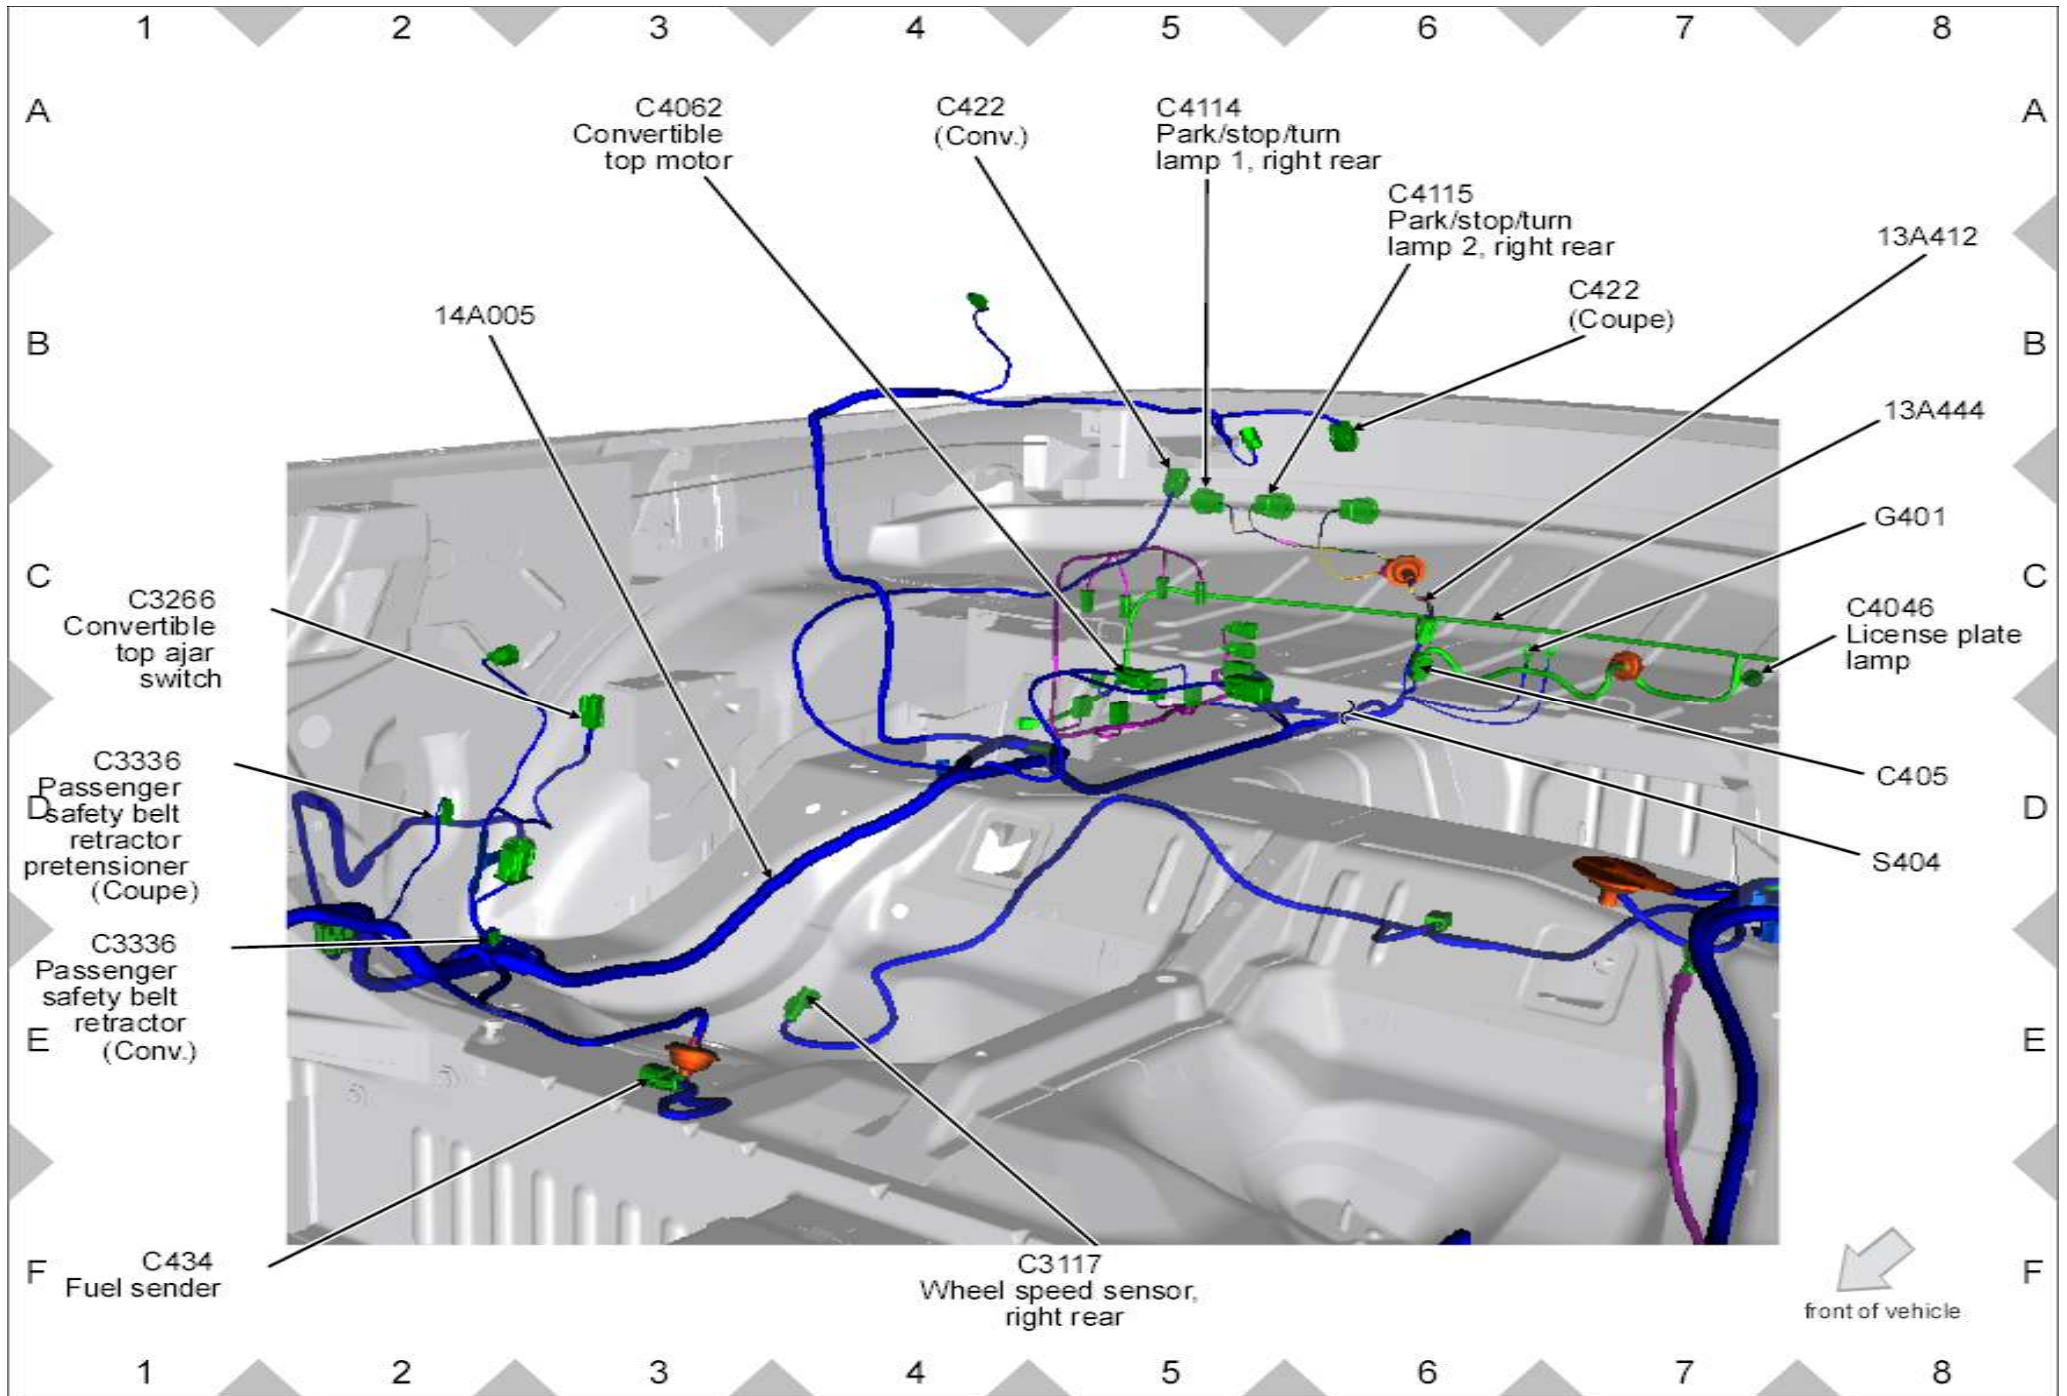 1 2 3 4 5 6 7 8
A A
C4062
Convertible
top motor
C422
(Conv.)
C4114
Park/stop/turn
lamp 1, right rear
C4115
Park/stop/turn
lamp 2, right rear
13A412
C422
(Coupe)
14A005
B B
13A444
G401
C C
C3266
Convertible
top ajar
switch
C4046
License plate
lamp
C3336
Passenger
safety belt
retractor
pretensioner
(Coupe)
C405
D D
S404
C3336
Passenger
safety belt
retractor
(Conv.)
E E
C434
Fuel sender
C3117
Wheel speed sensor,
right rear
F F
front of vehicle
1 2 3 4 5 6 7 8